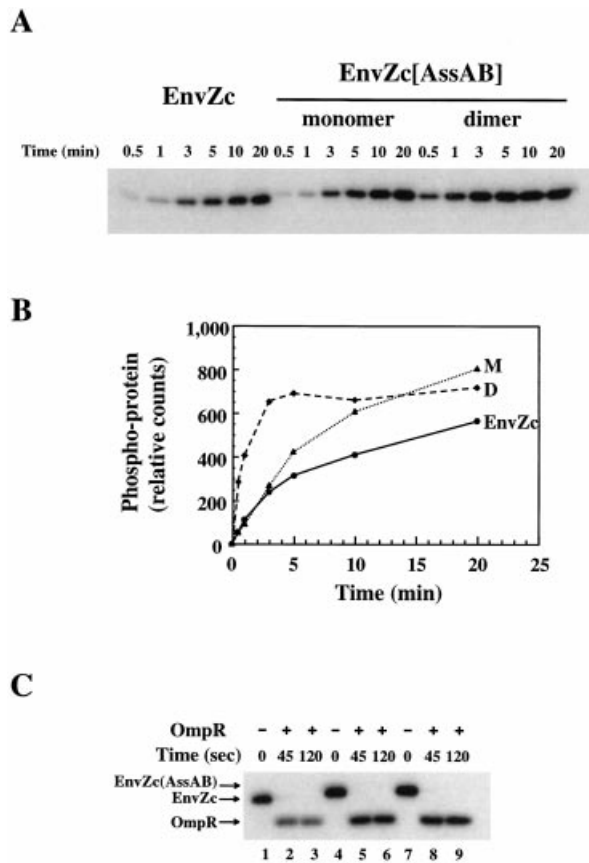 A
EnvZc[AssAB]
EnvZc
monomer dimer
Time (min) 0.5 1 3 5 10 20 0.5 1 3 5 10 20 0.5 1 3 5 10 20
B
1,000
800
600
400
200
0
Phospho-protein
(relative counts)
M
D
EnvZc
0 5 10 15 20 25
Time (min)
C
OmpR - + + - + + - + +
Time (sec) 0 45 120 0 45 120 0 45 120
EnvZc(AssAB)
EnvZc
OmpR
1 2 3 4 5 6 7 8 9